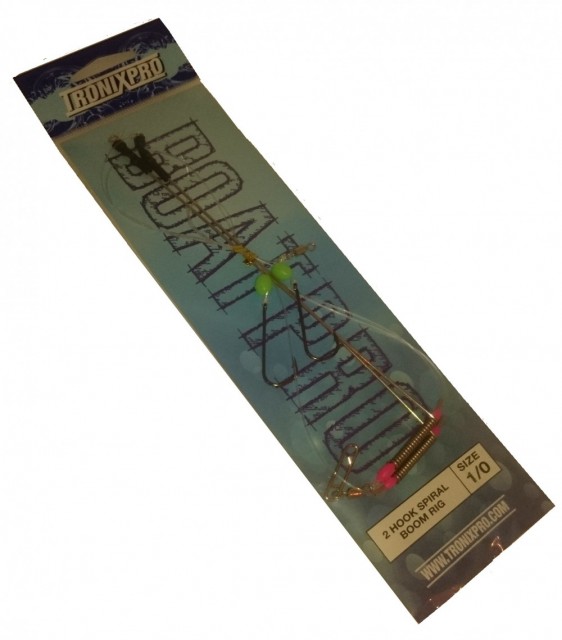 TRONIXPRO
BOAT RIG
2 HOOK SPIRAL
BOOM RIG
SIZE
1/0
WWW.TRONIXPRO.COM